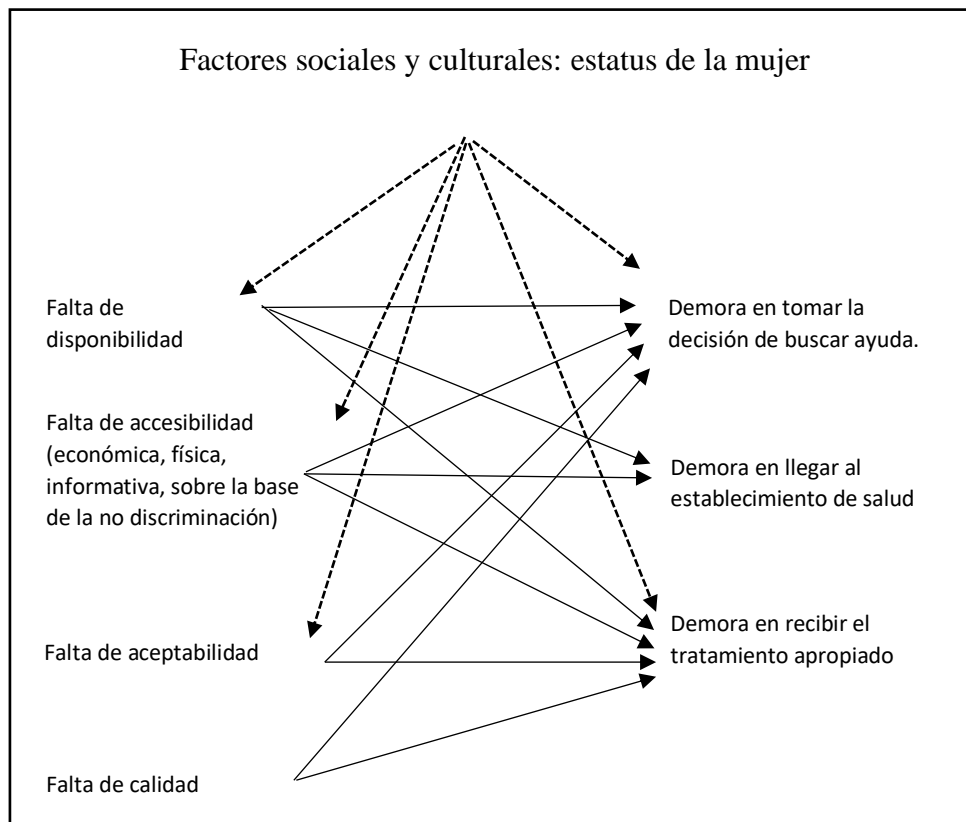 Factores sociales y culturales: estatus de la mujer
Falta de
disponibilidad
Demora en tomar la
decisión de buscar ayuda.
Falta de accesibilidad
(económica, física,
informativa, sobre la base
de la no discriminación)
Demora en llegar al
establecimiento de salud
Falta de aceptabilidad
Demora en recibir el
tratamiento apropiado
Falta de calidad